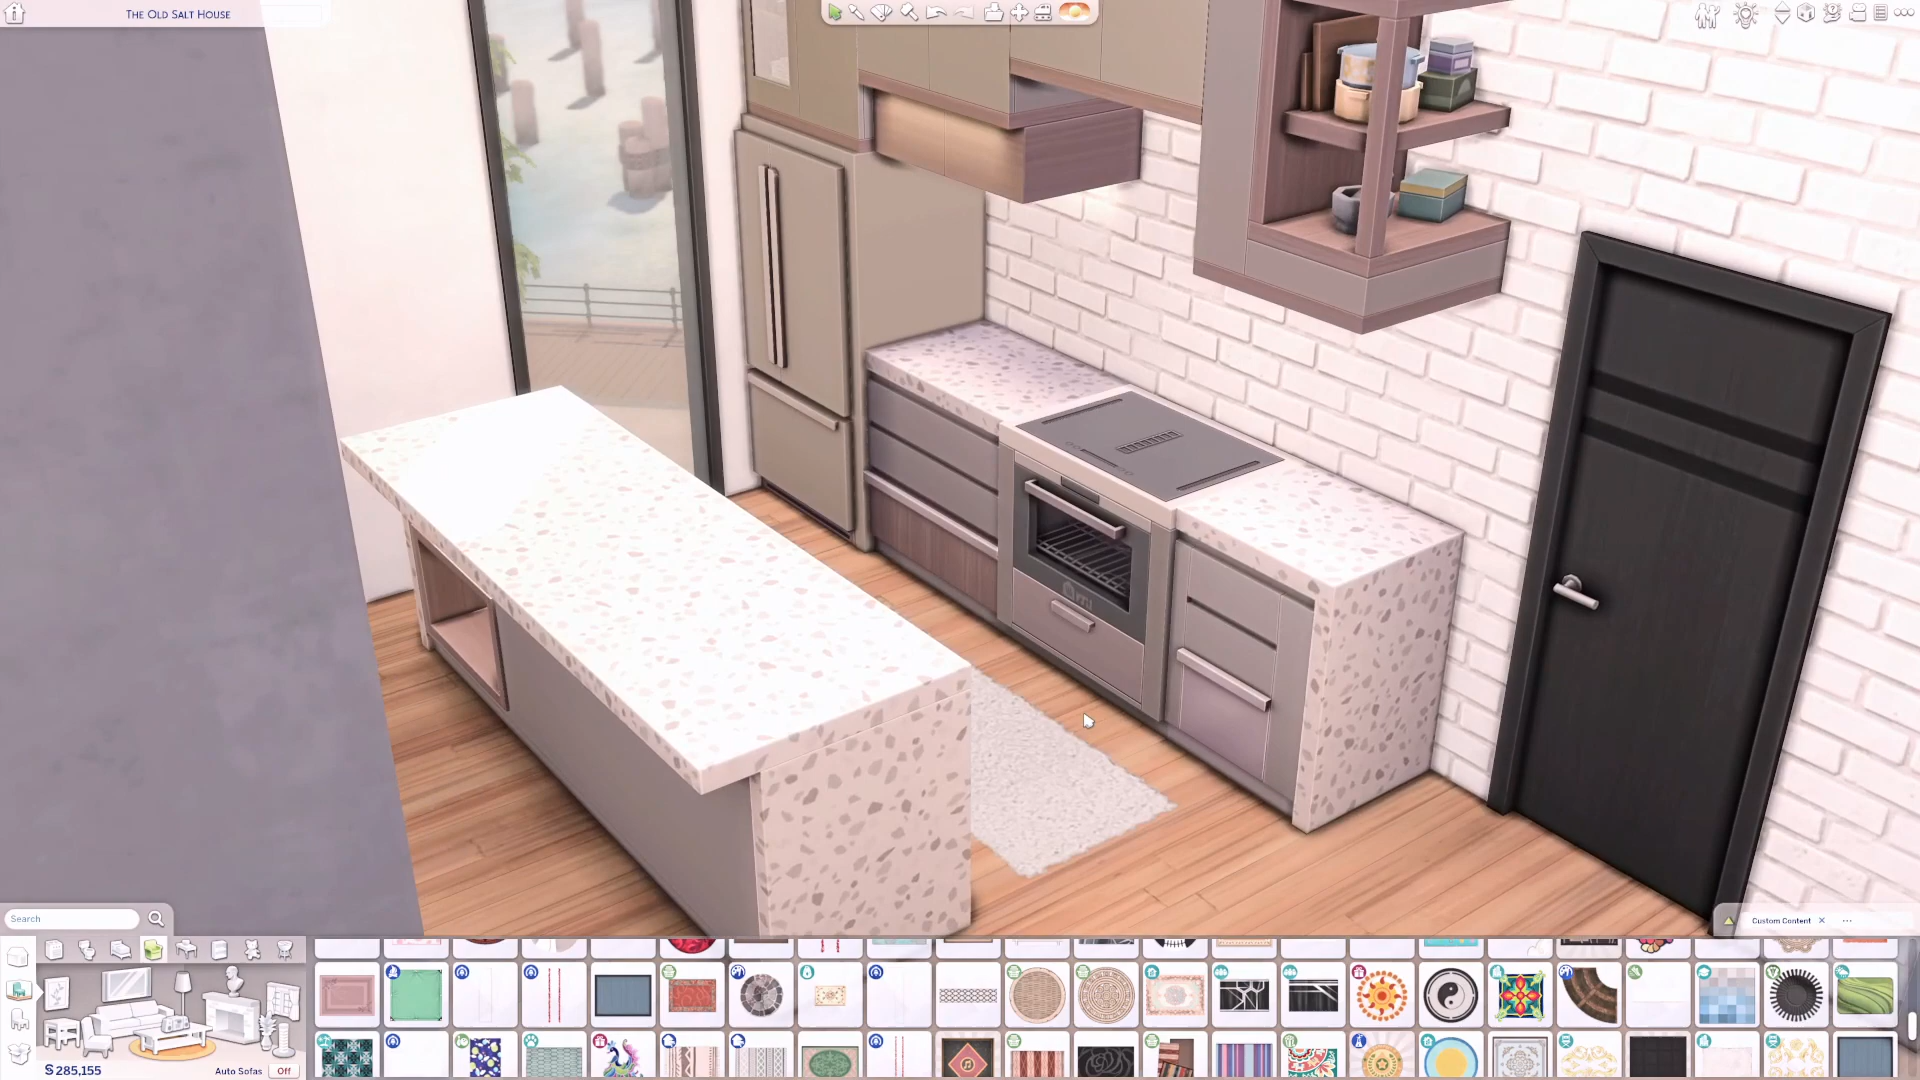 The Old Salt House
Search
Custom Content
§285,155
Auto Sofas
Off